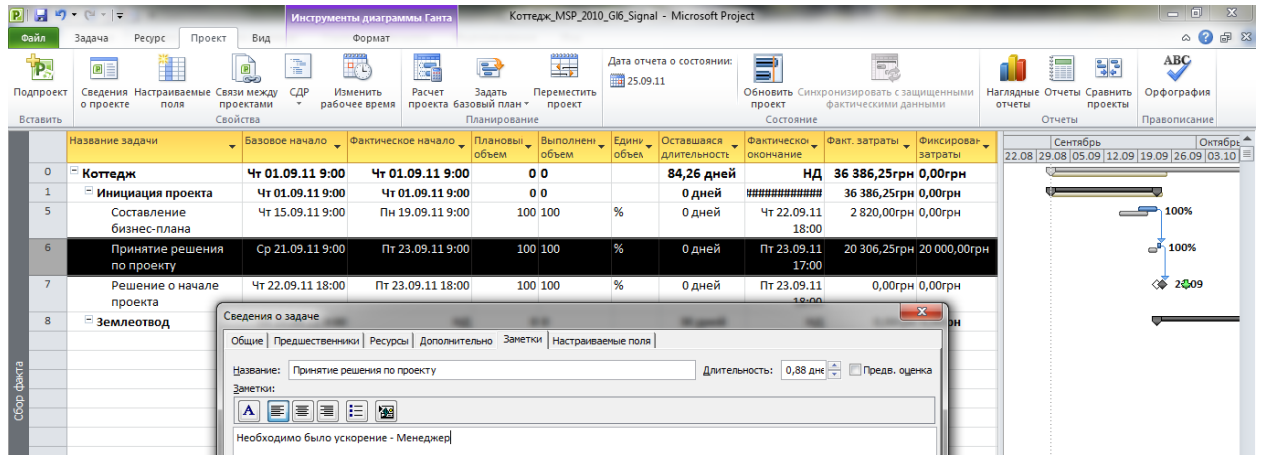 Инструменты диаграммы Ганта Коттедж_MSP_2010_Gl6_Signal - Microsoft Project
Файл Задача Ресурс Проект Вид Формат
Подпроект Сведения о проекте Настраиваемые поля Связи между проектами СДР Изменить рабочее время Расчет проекта Задать базовый план Переместить проект Дата отчета о состоянии: 25.09.11 Обновить проект Синхронизировать с защищенными фактическими данными Наглядные отчеты Отчеты Сравнить проекты ABC Орфография
Вставить Свойства Планирование Состояние Отчеты Правописание
Название задачи Базовое начало Фактическое начало Плановый объем Выполнен объем Едини объем Оставшаяся длительность Фактическое окончание Факт. затраты Фиксирован затраты
Сентябрь Октябрь
22.08 29.08 05.09 12.09 19.09 26.09 03.10
0 Коттедж Чт 01.09.11 9:00 Чт 01.09.11 9:00 0 0 84,26 дней НД 36 386,25грн 0,00грн
1 Инициация проекта Чт 01.09.11 9:00 Чт 01.09.11 9:00 0 0 0 дней ############ 36 386,25грн 0,00грн
5 Составление бизнес-плана Чт 15.09.11 9:00 Пн 19.09.11 9:00 100 100 % 0 дней Чт 22.09.11 18:00 2 820,00грн 0,00грн 100%
6 Принятие решения по проекту Ср 21.09.11 9:00 Пт 23.09.11 9:00 100 100 % 0 дней Пт 23.09.11 17:00 20 306,25грн 20 000,00грн 100%
7 Решение о начале проекта Чт 22.09.11 18:00 Пт 23.09.11 18:00 100 100 % 0 дней Пт 23.09.11 18:00 0,00грн 0,00грн
8 Землеотвод
Сбор факта
Сведения о задаче
Общие Предшественники Ресурсы Дополнительно Заметки Настраиваемые поля
Название: Принятие решения по проекту Длительность: 0,88 дне Предв. оценка
Заметки:
Необходимо было ускорение - Менеджер